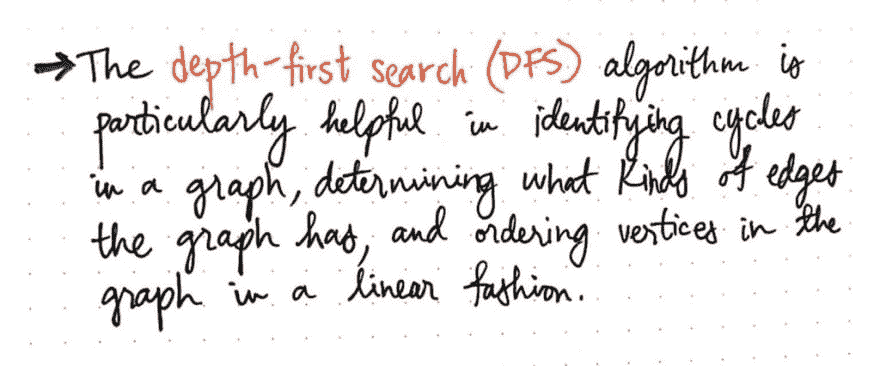 →The depth-first search (DFS) algorithm is
particularly helpful in identifying cycles
in a graph, determining what kinds of edges
the graph has, and ordering vertices in the
graph in a linear fashion.